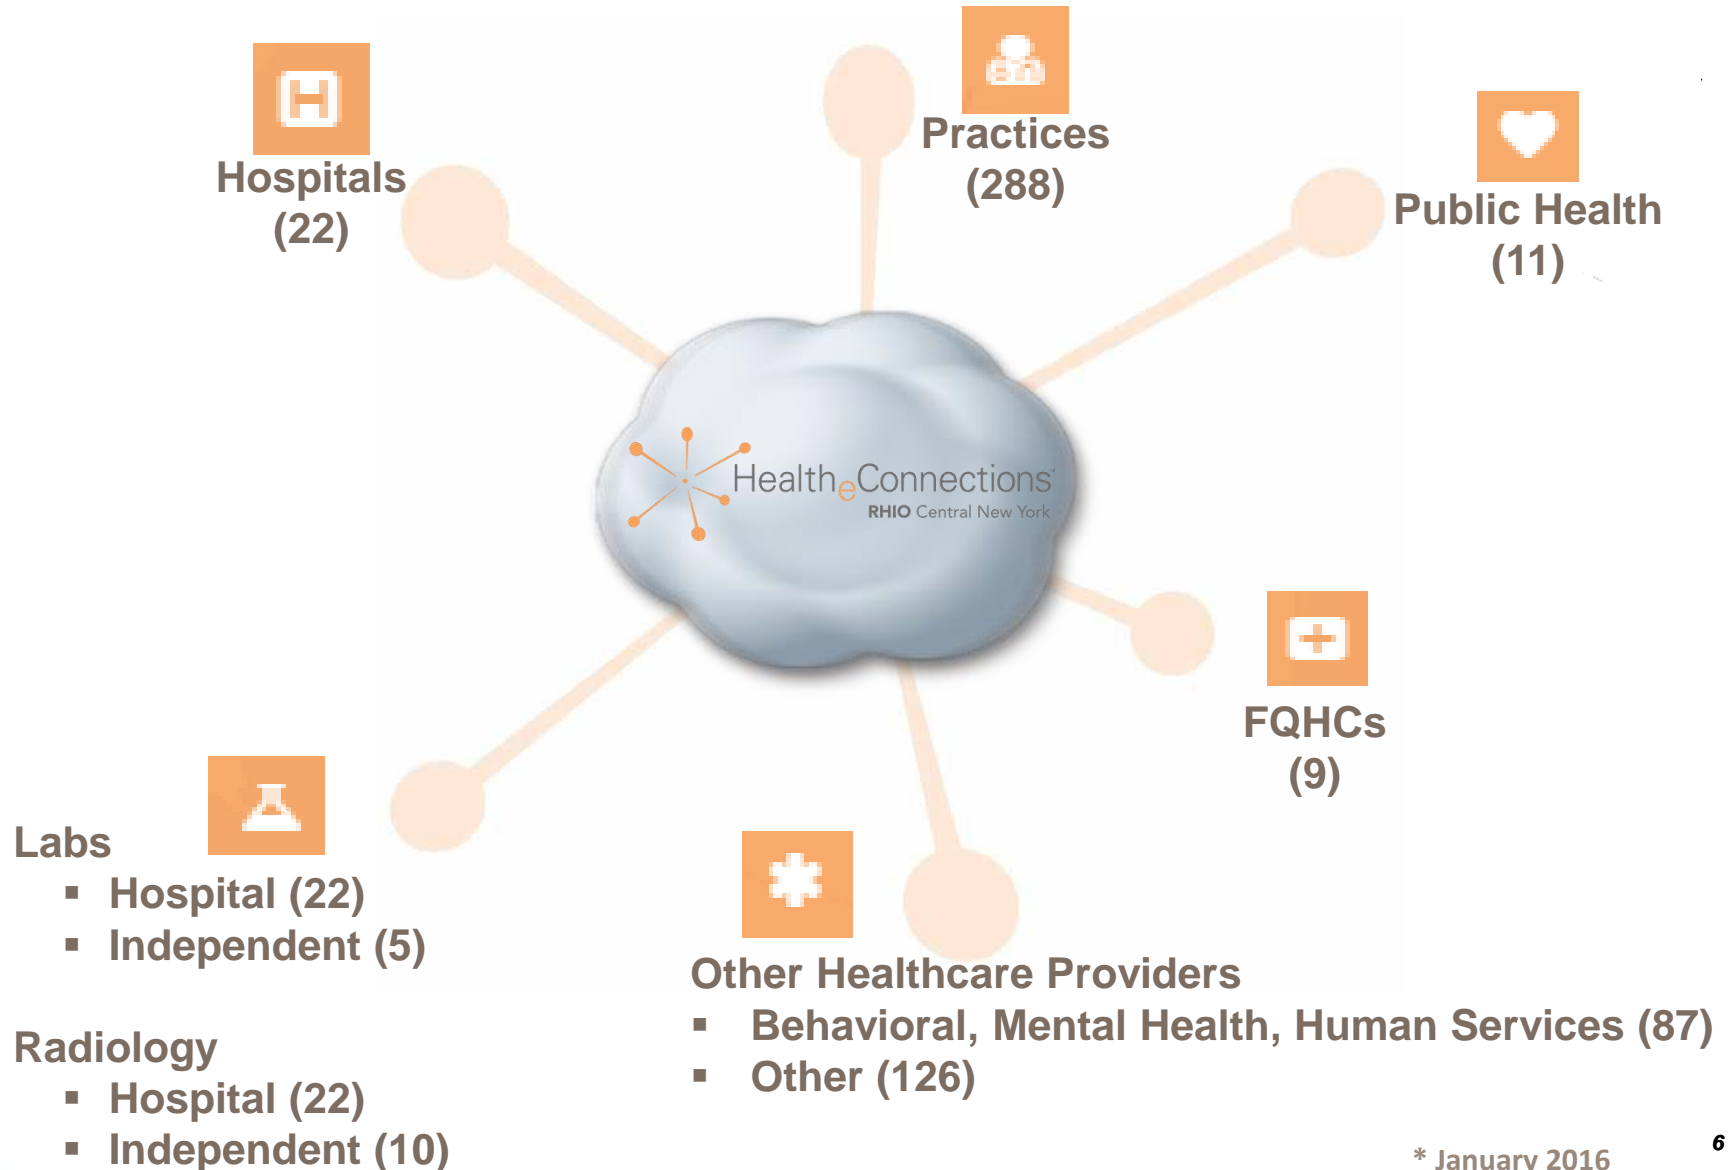 Practices
(288)
Hospitals
(22)
Public Health
(11)
HealtheConnections
RHIO Central New York
FQHCs
(9)
Labs
▪ Hospital (22)
▪ Independent (5)
Radiology
▪ Hospital (22)
▪ Independent (10)
Other Healthcare Providers
▪ Behavioral, Mental Health, Human Services (87)
▪ Other (126)
* January 2016
6